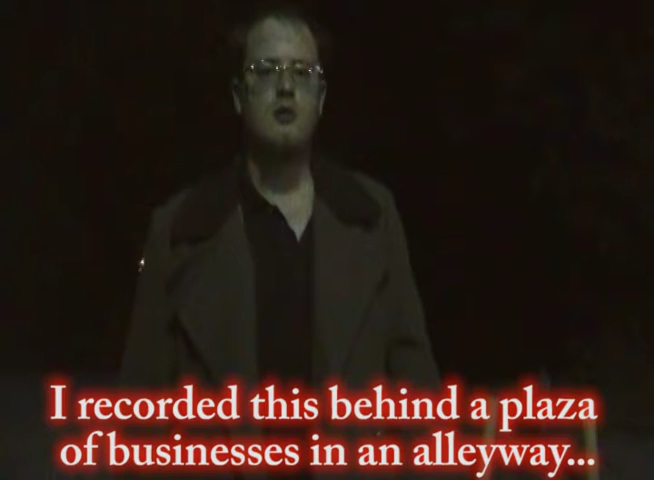 I recorded this behind a plaza
of businesses in an alleyway...